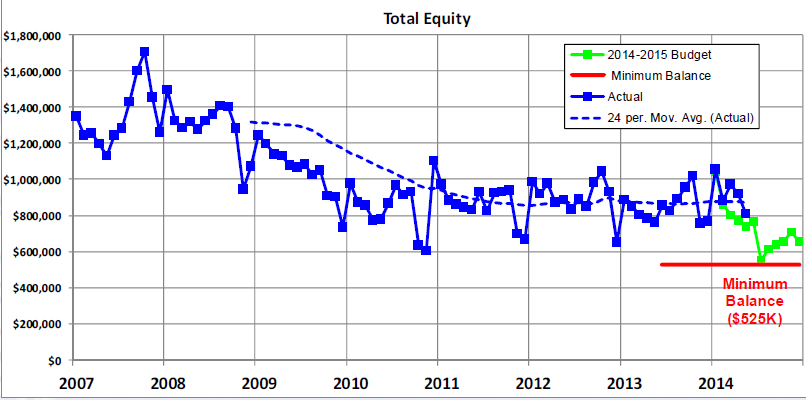 Total Equity
$1,800,000
$1,600,000
$1,400,000
$1,200,000
$1,000,000
$800,000
$600,000
$400,000
$200,000
$0
2014-2015 Budget
Minimum Balance
Actual
24 per. Mov. Avg. (Actual)
Minimum
Balance
($525K)
2007 2008 2009 2010 2011 2012 2013 2014